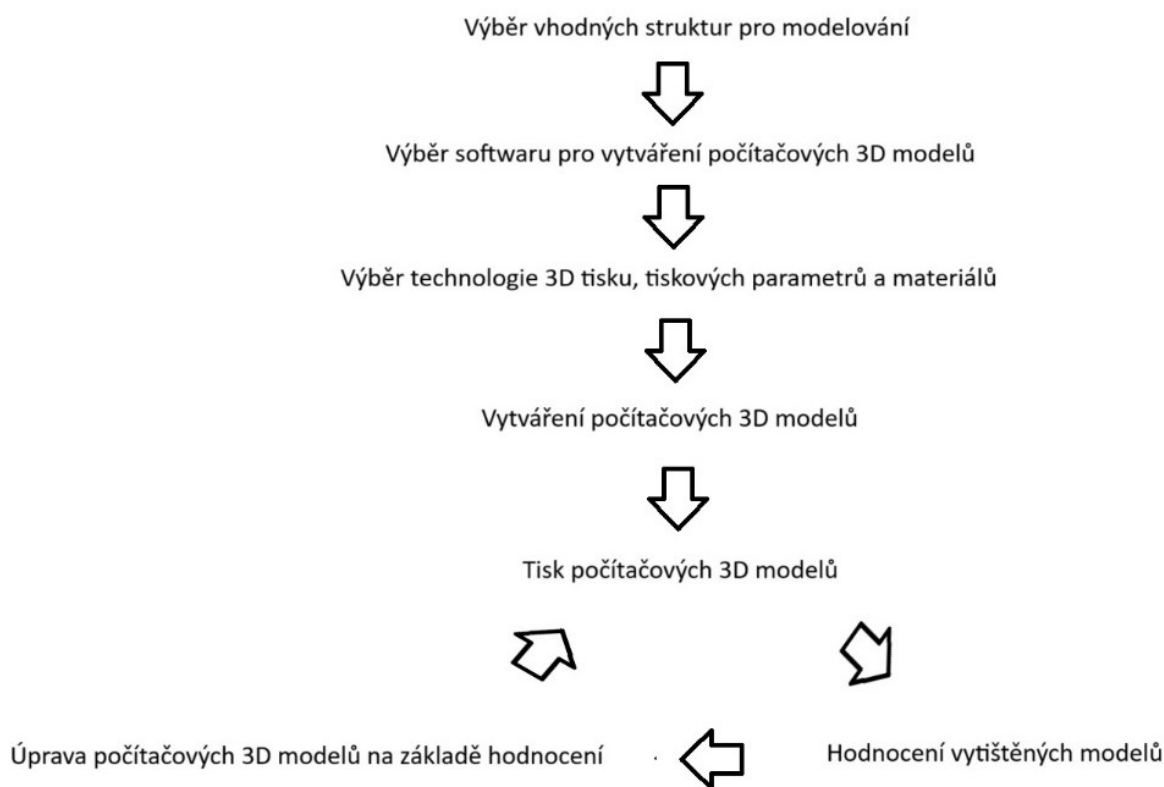 Výběr vhodných struktur pro modelování
Výběr softwaru pro vytváření počítačových 3D modelů
Výběr technologie 3D tisku, tiskových parametrů a materiálů
Vytváření počítačových 3D modelů
Tisk počítačových 3D modelů
Úprava počítačových 3D modelů na základě hodnocení
Hodnocení vytištěných modelů